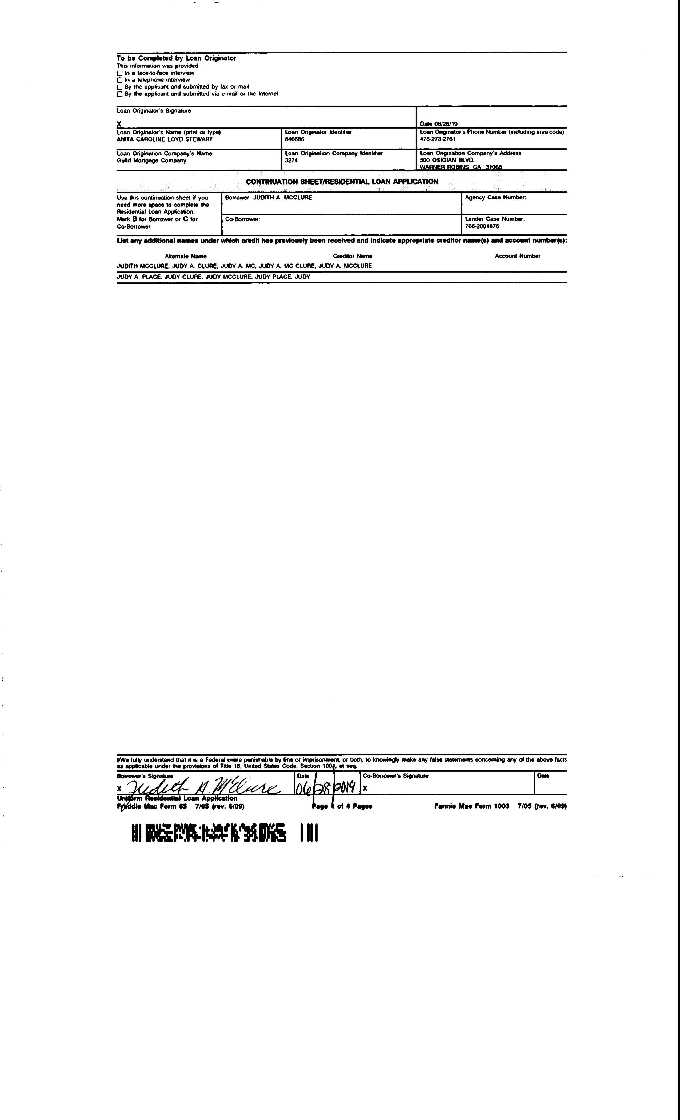 To be Completed by Loan Originator
This information was provided
In a face-to-face interview
In a telephone interview
By the applicant and submitted by fax or mail
By the applicant and submitted via e-mail or the Internet
Loan Originator's Signature
X
Date 06/28/19
Loan Originator's Name (print or type)
Loan Originator Identifier
Loan Originator's Phone Number (including area code)
ANITA CAROLINE LOYD STEWART
Loan Origination Company's Name
Loan Origination Company Identifier
Loan Origination Company's Address
Guild Mortgage Company
3274
500 OSIGIAN BLVD.
WARNER ROBINS, GA 31088
CONTINUATION SHEET/RESIDENTIAL LOAN APPLICATION
Use this continuation sheet if you
need more space to complete the
Residential Loan Application.
Mark B for Borrower or C for
Co-Borrower
Borrower: JUDITH A. MCCLURE
Agency Case Number:
Co-Borrower:
Lender Case Number:
List any additional names under which credit has previously been received and indicate appropriate creditor name(s) and account number(s):
Alternate Name
Creditor Name
Account Number
JUDITH MCCLURE, JUDY A. CLURE, JUDY A. MC, JUDY A. MC CLURE, JUDY A. MCCLURE
JUDY A. PLACE, JUDY CLURE, JUDY MCCLURE, JUDY PLACE, JUDY
I/We fully understand that it is a Federal crime punishable by fine or imprisonment, or both, to knowingly make any false statements concerning any of the above facts
as applicable under the provisions of Title 18, United States Code, Section 1001, et seq.
Borrower's Signature
Date
Co-Borrower's Signature
Date
X Judith A McClure 06/28/2019 X
Uniform Residential Loan Application
Freddie Mac Form 65 7/05 (rev. 6/09)
Page 4 of 4 Pages
Fannie Mae Form 1003 7/05 (rev. 6/09)